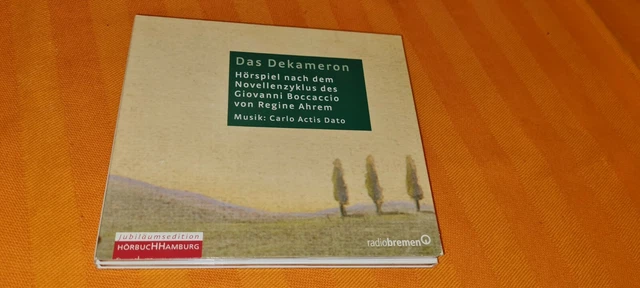 Das Dekameron
Hörspiel nach dem
Novellenzyklus des
Giovanni Boccaccio
von Regine Ahrem
Musik: Carlo Actis Dato
Jubiläumsedition
HÖRBUCHHAMBURG
radiobremen